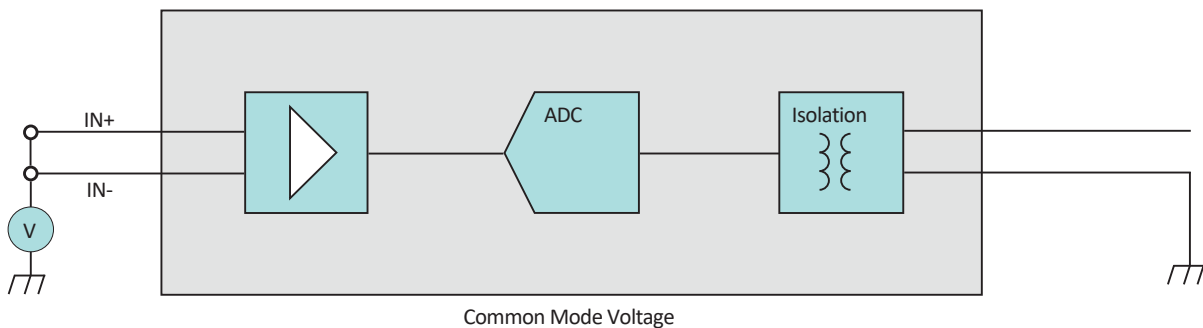 IN+
ADC
Isolation
IN-
V
Common Mode Voltage